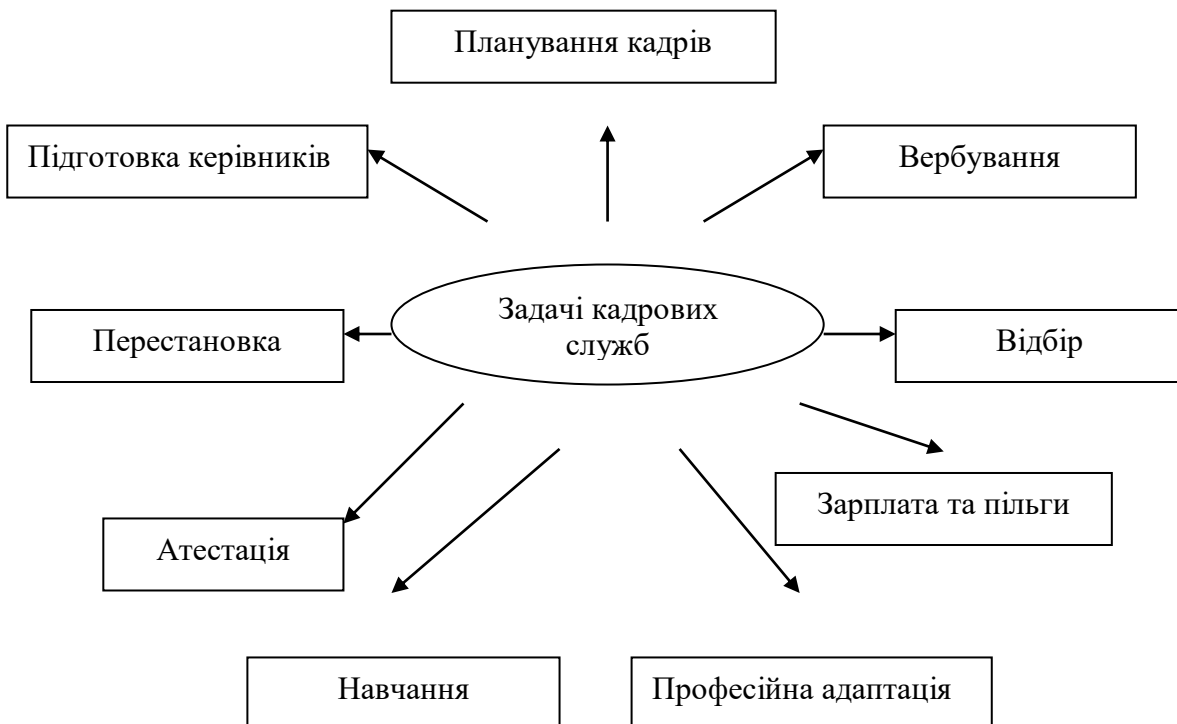 Планування кадрів
Підготовка керівників
Вербування
Задачі кадрових
служб
Перестановка
Відбір
Зарплата та пільги
Атестація
Навчання
Професійна адаптація